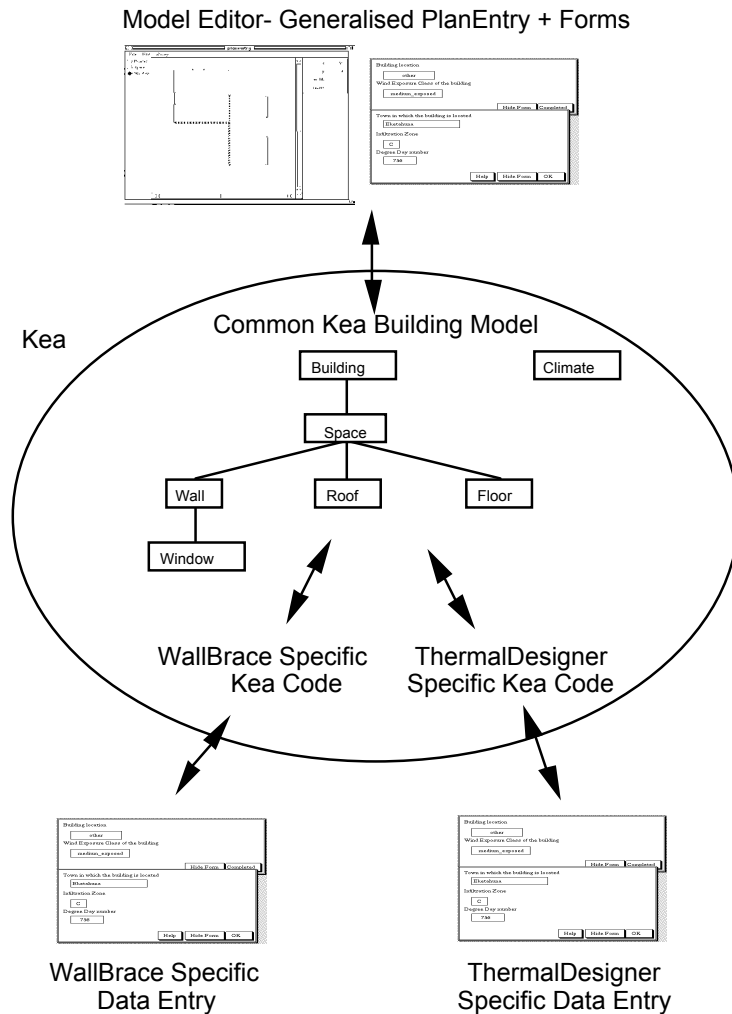 Model Editor- Generalised PlanEntry + Forms
planentry
Building location
other
Wind Exposure Class of the building
medium_exposed
Hide Form Completed
Town in which the building is located
Eketahuna
Infiltration Zone
C
Degree Day number
736
Help Hide Form OK
Kea
Common Kea Building Model
Building
Climate
Space
Wall
Roof
Floor
Window
WallBrace Specific
Kea Code
ThermalDesigner
Specific Kea Code
Building location
other
Wind Exposure Class of the building
medium_exposed
Hide Form Completed
Town in which the building is located
Eketahuna
Infiltration Zone
C
Degree Day number
736
Help Hide Form OK
WallBrace Specific
Data Entry
Building location
other
Wind Exposure Class of the building
medium_exposed
Hide Form Completed
Town in which the building is located
Eketahuna
Infiltration Zone
C
Degree Day number
736
Help Hide Form OK
ThermalDesigner
Specific Data Entry